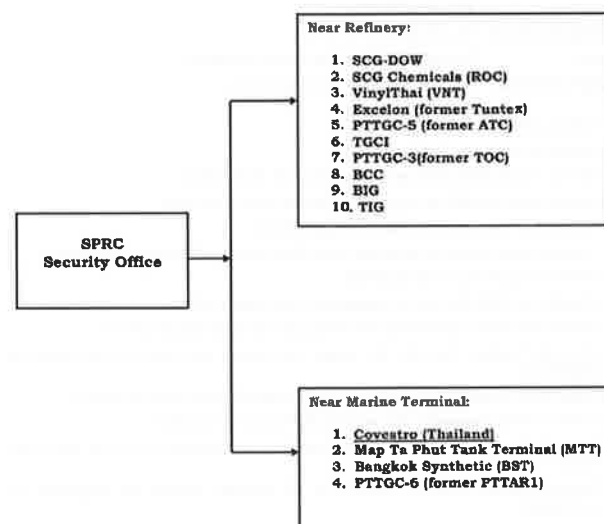 Near Refinery:
1. SCG-DOW
2. SCG Chemicals (ROC)
3. VinylThai (VNT)
4. Excelon (former Tuntex)
5. PTTGC-5 (former ATC)
6. TGCI
7. PTTGC-3(former TOC)
8. BCC
9. BIG
10. TIG
SPRC
Security Office
Near Marine Terminal:
1. Covestro (Thailand)
2. Map Ta Phut Tank Terminal (MTT)
3. Bangkok Synthetic (BST)
4. PTTGC-6 (former PTTAR1)